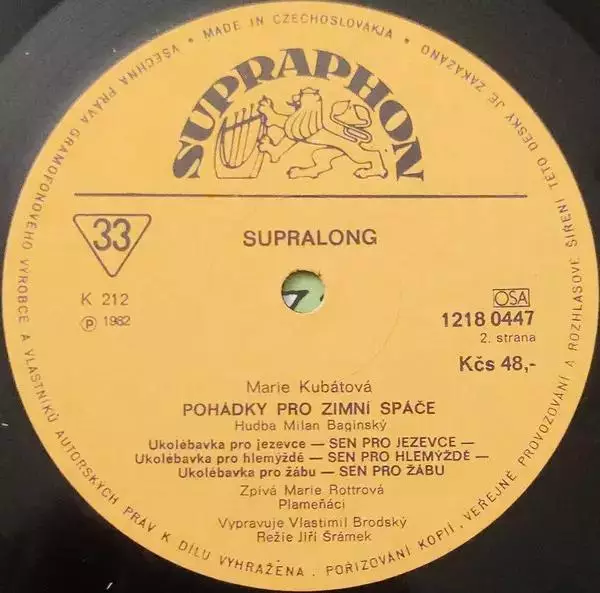 MADE IN CZECHOSLOVAKIA • VŠECHNA PRÁVA GRAMOFONOVÉHO VÝROBCE A VLASTNÍKŮ AUTORSKÝCH PRÁV K DÍLU VYHRAŽENA. POŘIZOVÁNÍ KOPIÍ, VEŘEJNÉ PROVOZOVÁNÍ A ROZHLASOVÉ ŠÍŘENÍ TÉTO DESKY JE ZAKÁZÁNO •
SUPRAPHON
33
SUPRALONG
K 212
Ⓟ 1982
OSA
1218 0447
2. strana
Kčs 48,-
Marie Kubátová
POHÁDKY PRO ZIMNÍ SPÁČE
Hudba Milan Baginský
Ukolébavka pro jezevce — SEN PRO JEZEVCE —
Ukolébavka pro hlemýždě — SEN PRO HLEMÝŽDĚ —
Ukolébavka pro žábu — SEN PRO ŽÁBU
Zpívá Marie Rottrová
Plameňáci
Vypravuje Vlastimil Brodský
Režie Jiří Šrámek